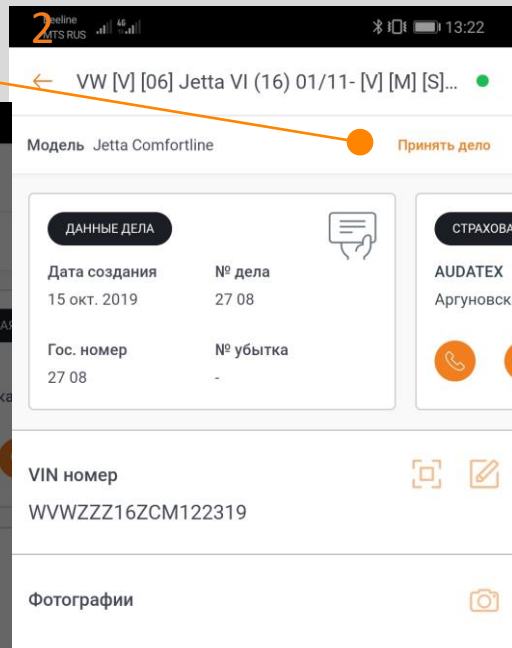 2
Beeline
MTS RUS 46 13:22
VW [V] [06] Jetta VI (16) 01/11- [V] [M] [S]...
Модель Jetta Comfortline Принять дело
ДАННЫЕ ДЕЛА
Дата создания № дела
15 окт. 2019 27 08
Гос. номер № убытка
27 08 -
СТРАХОВА
AUDATEX
Аргуновск
VIN номер
WVWZZZ16ZCM122319
Фотографии